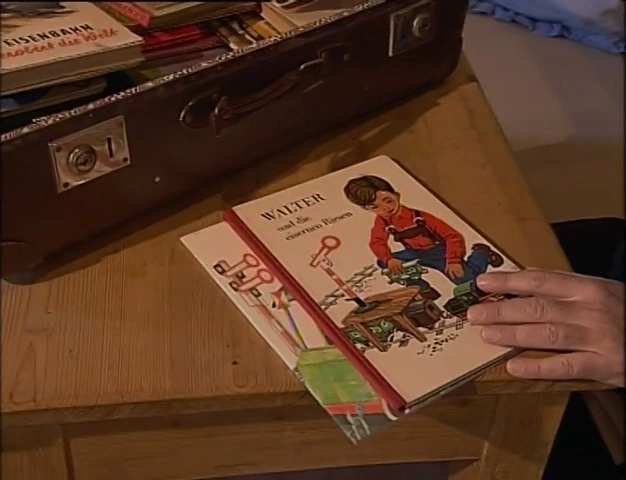 EISENBAHN
erobert die Welt
WALTER
und die
eisernen Riesen